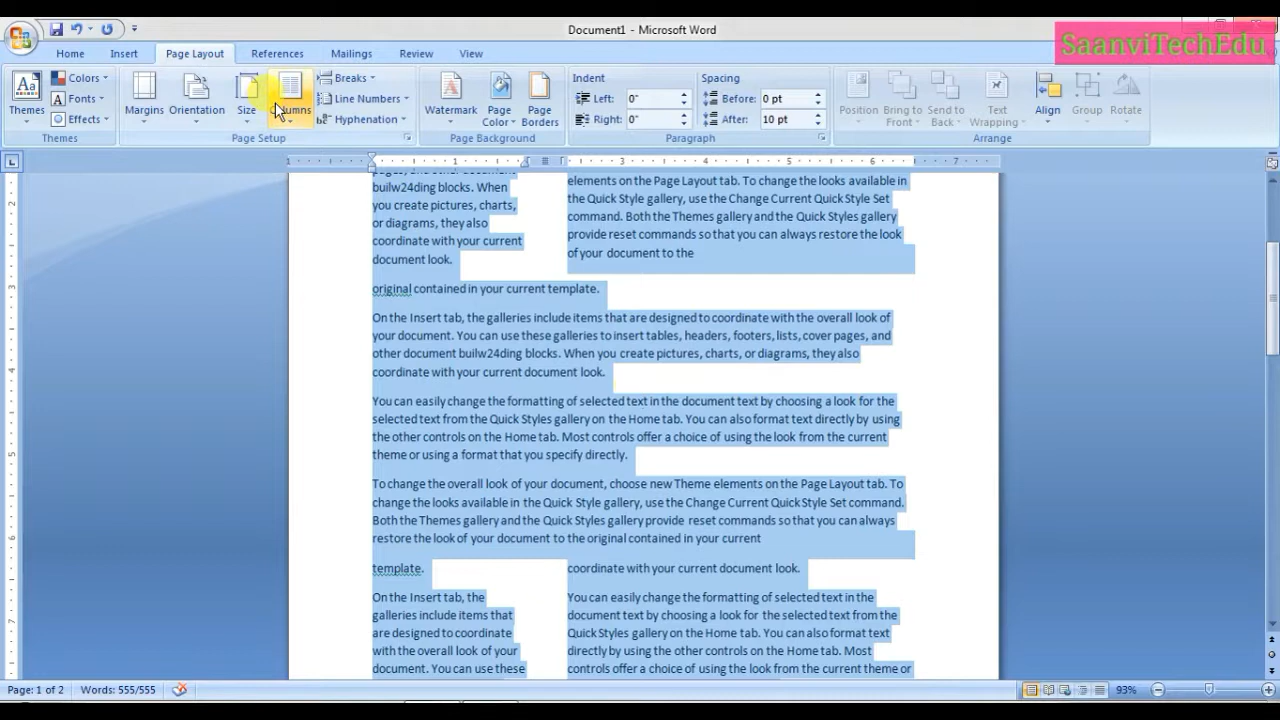 Document1 - Microsoft Word
SaanviTechEdu
Home Insert Page Layout References Mailings Review View
Themes
Colors
Fonts
Effects
Themes
Margins
Orientation
Size
Breaks
Line Numbers
Hyphenation
Page Setup
Watermark
Page
Color
Page
Borders
Page Background
Indent
Left: 0"
Right: 0"
Spacing
Before: 0 pt
After: 10 pt
Paragraph
Position
Bring to
Front
Send to
Back
Text
Wrapping
Align
Group
Rotate
Arrange
1 1 2 3 4 5 6 7
builw24ding blocks. When
you create pictures, charts,
or diagrams, they also
coordinate with your current
document look.
elements on the Page Layout tab. To change the looks available in
the Quick Style gallery, use the Change Current Quick Style Set
command. Both the Themes gallery and the Quick Styles gallery
provide reset commands so that you can always restore the look
of your document to the
original contained in your current template.
On the Insert tab, the galleries include items that are designed to coordinate with the overall look of
your document. You can use these galleries to insert tables, headers, footers, lists, cover pages, and
other document builw24ding blocks. When you create pictures, charts, or diagrams, they also
coordinate with your current document look.
You can easily change the formatting of selected text in the document text by choosing a look for the
selected text from the Quick Styles gallery on the Home tab. You can also format text directly by using
the other controls on the Home tab. Most controls offer a choice of using the look from the current
theme or using a format that you specify directly.
To change the overall look of your document, choose new Theme elements on the Page Layout tab. To
change the looks available in the Quick Style gallery, use the Change Current Quick Style Set command.
Both the Themes gallery and the Quick Styles gallery provide reset commands so that you can always
restore the look of your document to the original contained in your current
template.
On the Insert tab, the
galleries include items that
are designed to coordinate
with the overall look of your
document. You can use these
coordinate with your current document look.
You can easily change the formatting of selected text in the
document text by choosing a look for the selected text from the
Quick Styles gallery on the Home tab. You can also format text
directly by using the other controls on the Home tab. Most
controls offer a choice of using the look from the current theme or
Page: 1 of 2 Words: 555/555 93%